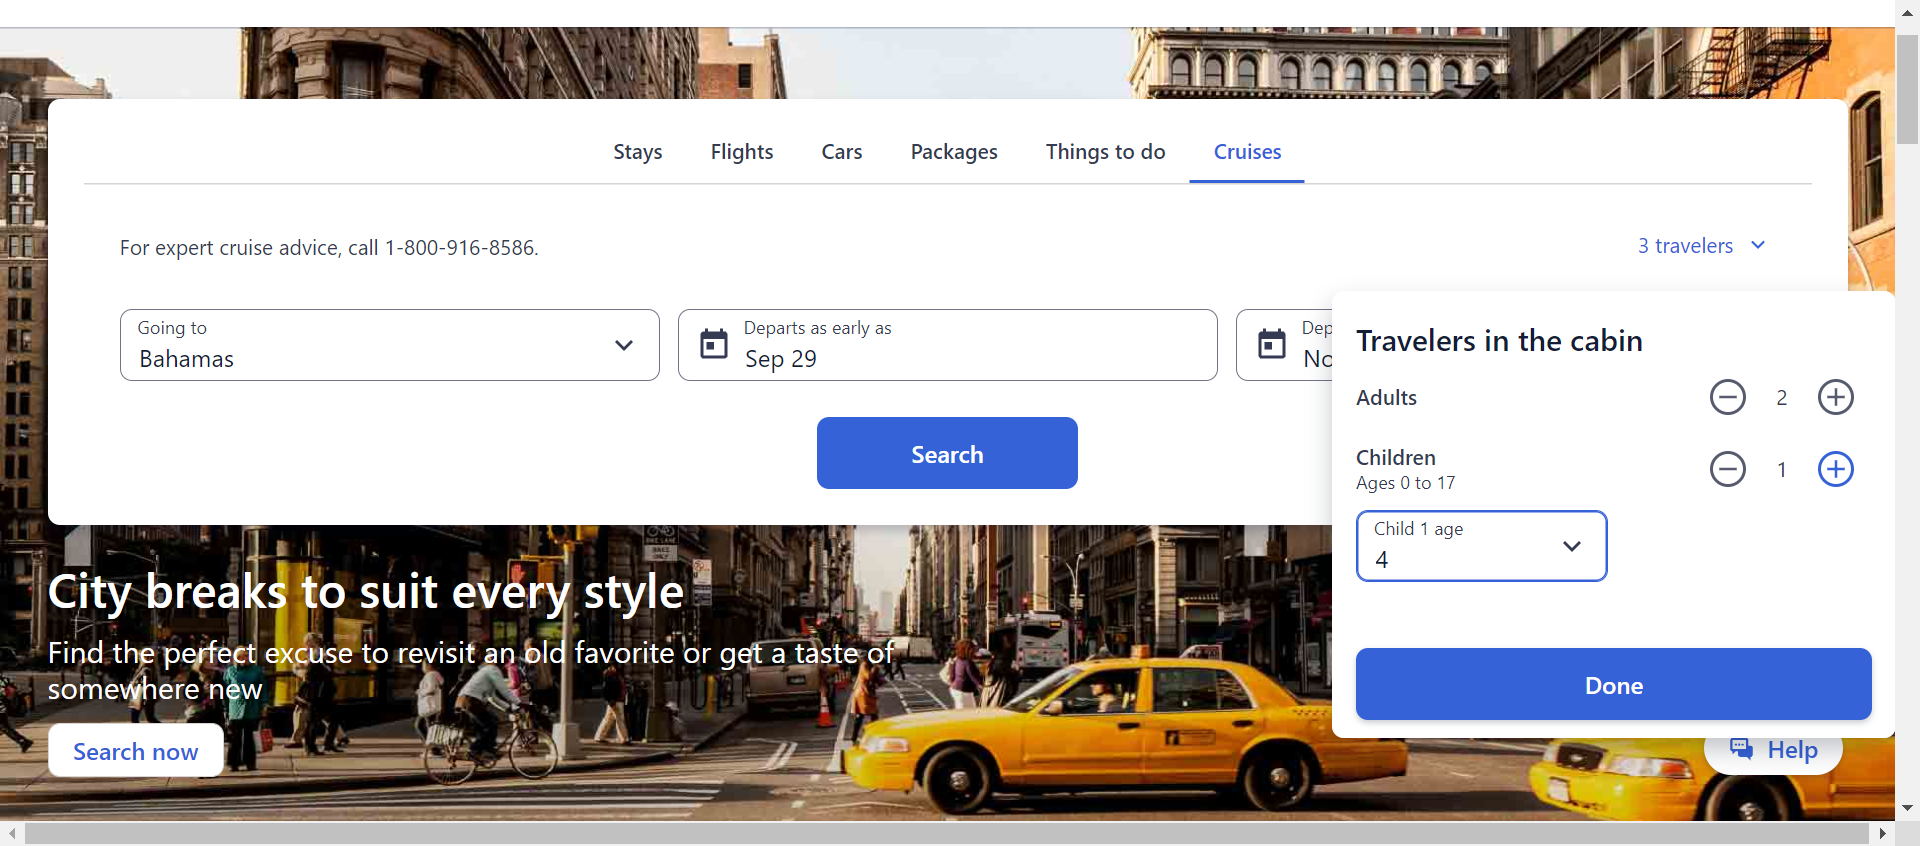 Stays Flights Cars Packages Things to do Cruises
For expert cruise advice, call 1-800-916-8586.
3 travelers
Going to
Bahamas
Departs as early as
Sep 29
Dep
No
Travelers in the cabin
Adults
2
Children
Ages 0 to 17
1
Child 1 age
4
Done
Search
City breaks to suit every style
Find the perfect excuse to revisit an old favorite or get a taste of
somewhere new
Search now
Help